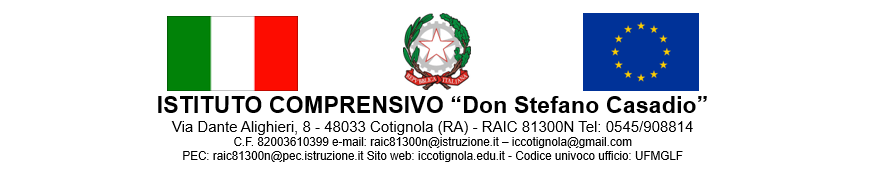 REPVBBLICA ITALIANA
ISTITUTO COMPRENSIVO “Don Stefano Casadio”
Via Dante Alighieri, 8 - 48033 Cotignola (RA) - RAIC 81300N Tel: 0545/908814
C.F. 82003610399 e-mail: raic81300n@istruzione.it – iccotignola@gmail.com
PEC: raic81300n@pec.istruzione.it Sito web: iccotignola.edu.it - Codice univoco ufficio: UFMGLF